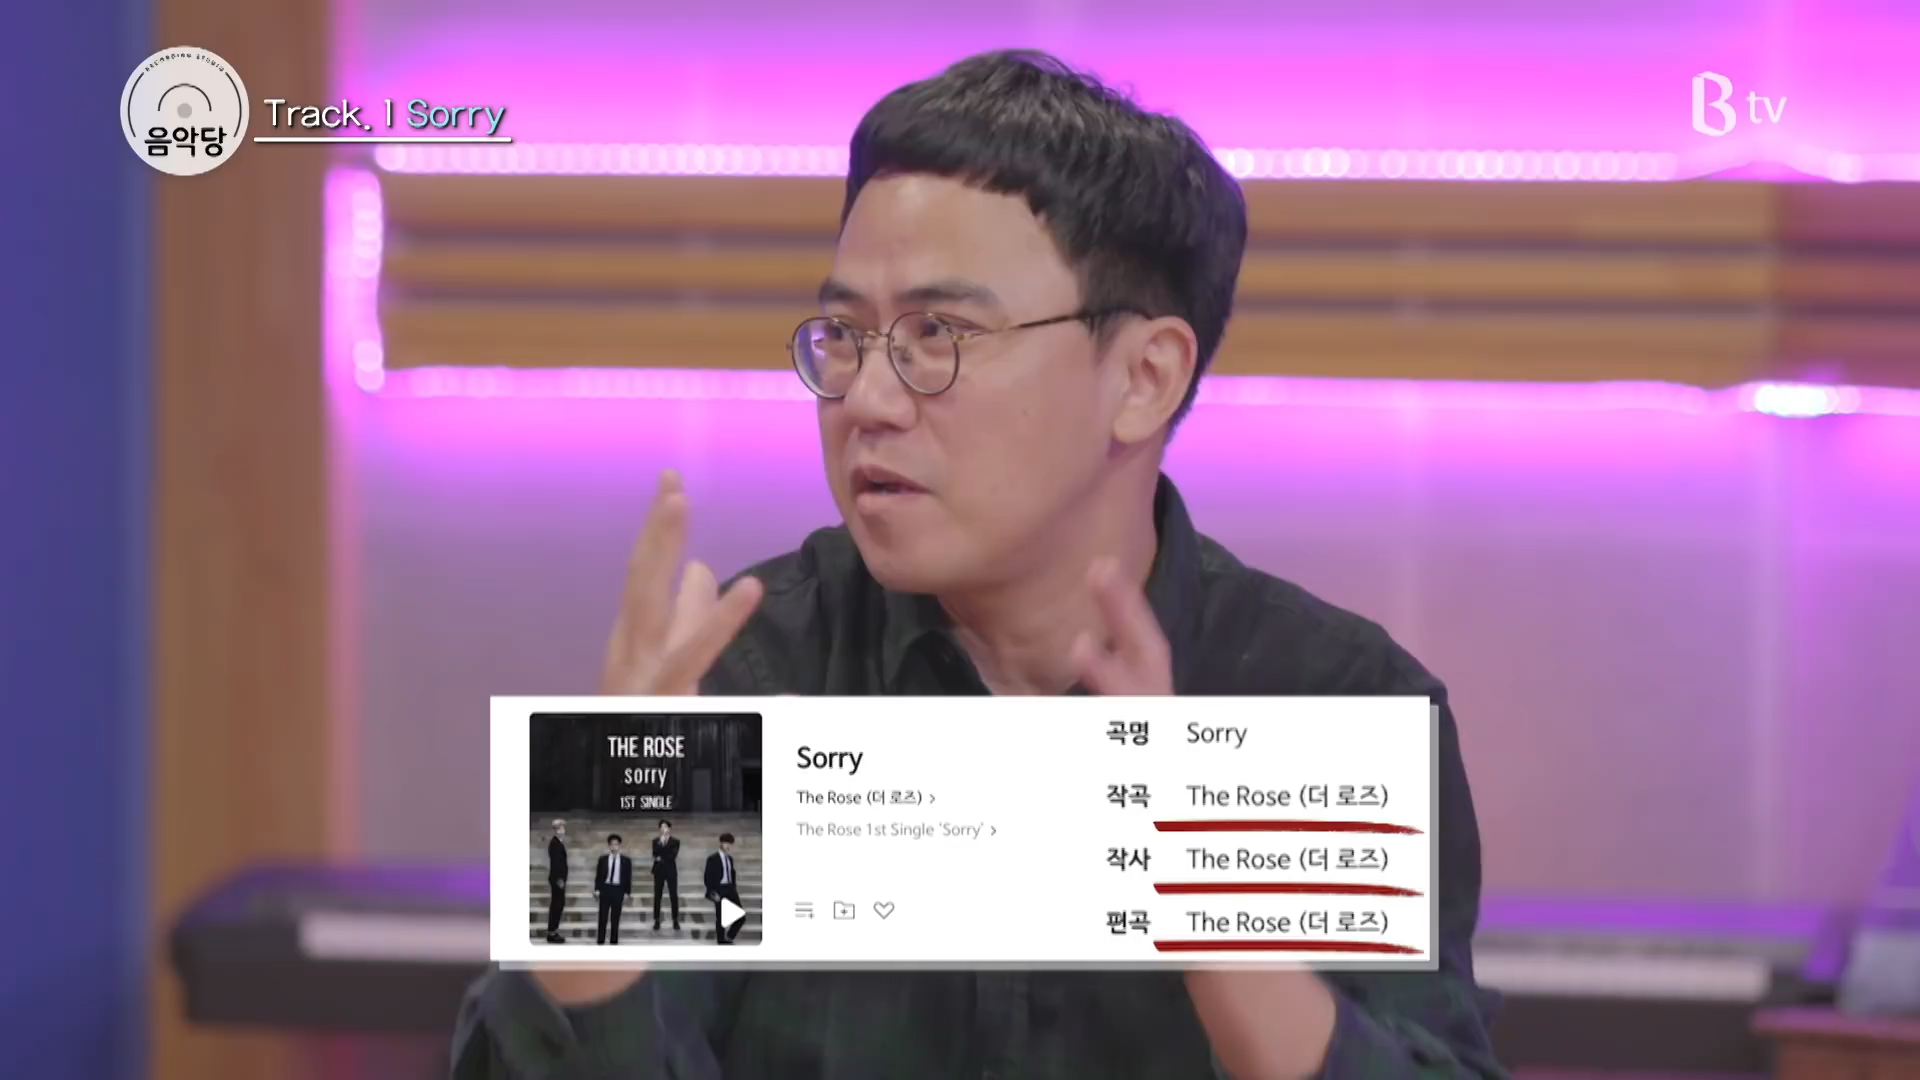 RECORDING STUDIO
음악당
Track. 1 Sorry
B tv
THE ROSE
sorry
1ST SINGLE
Sorry
The Rose (더 로즈) >
The Rose 1st Single 'Sorry' >
곡명 Sorry
작곡 The Rose (더 로즈)
작사 The Rose (더 로즈)
편곡 The Rose (더 로즈)